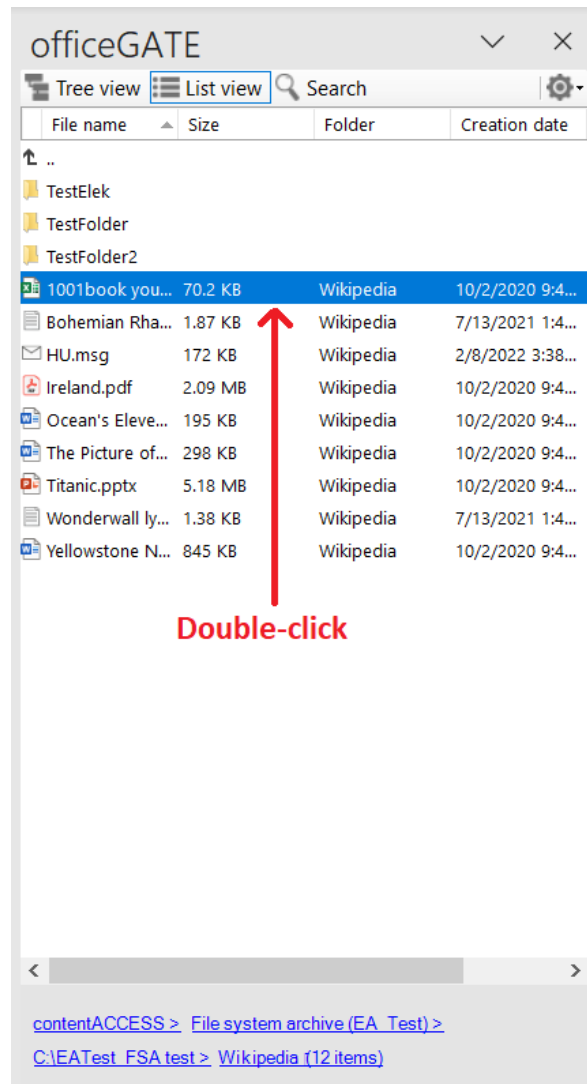 officeGATE
Tree view List view Search
File name Size Folder Creation date
..
TestElek
TestFolder
TestFolder2
1001book you... 70.2 KB Wikipedia 10/2/2020 9:4...
Bohemian Rha... 1.87 KB Wikipedia 7/13/2021 1:4...
HU.msg 172 KB Wikipedia 2/8/2022 3:38...
Ireland.pdf 2.09 MB Wikipedia 10/2/2020 9:4...
Ocean's Eleve... 195 KB Wikipedia 10/2/2020 9:4...
The Picture of... 298 KB Wikipedia 10/2/2020 9:4...
Titanic.pptx 5.18 MB Wikipedia 10/2/2020 9:4...
Wonderwall ly... 1.38 KB Wikipedia 7/13/2021 1:4...
Yellowstone N... 845 KB Wikipedia 10/2/2020 9:4...
Double-click
contentACCESS > File system archive (EA_Test) >
C:\EATest_FSA test > Wikipedia (12 items)